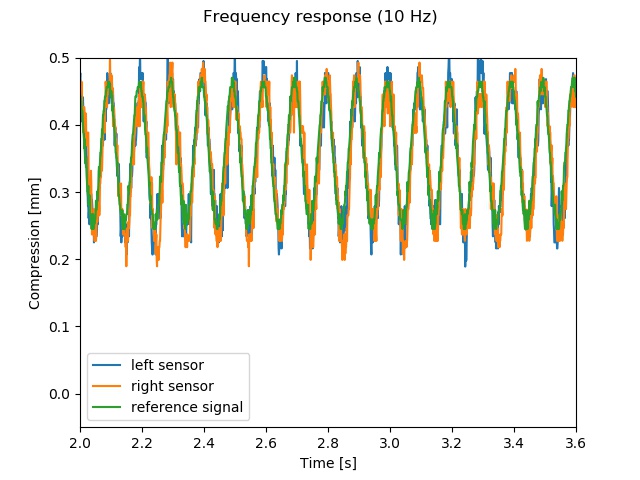 Frequency response (10 Hz)
0.5
0.4
0.3
0.2
0.1
0.0
Compression [mm]
left sensor
right sensor
reference signal
2.0 2.2 2.4 2.6 2.8 3.0 3.2 3.4 3.6
Time [s]